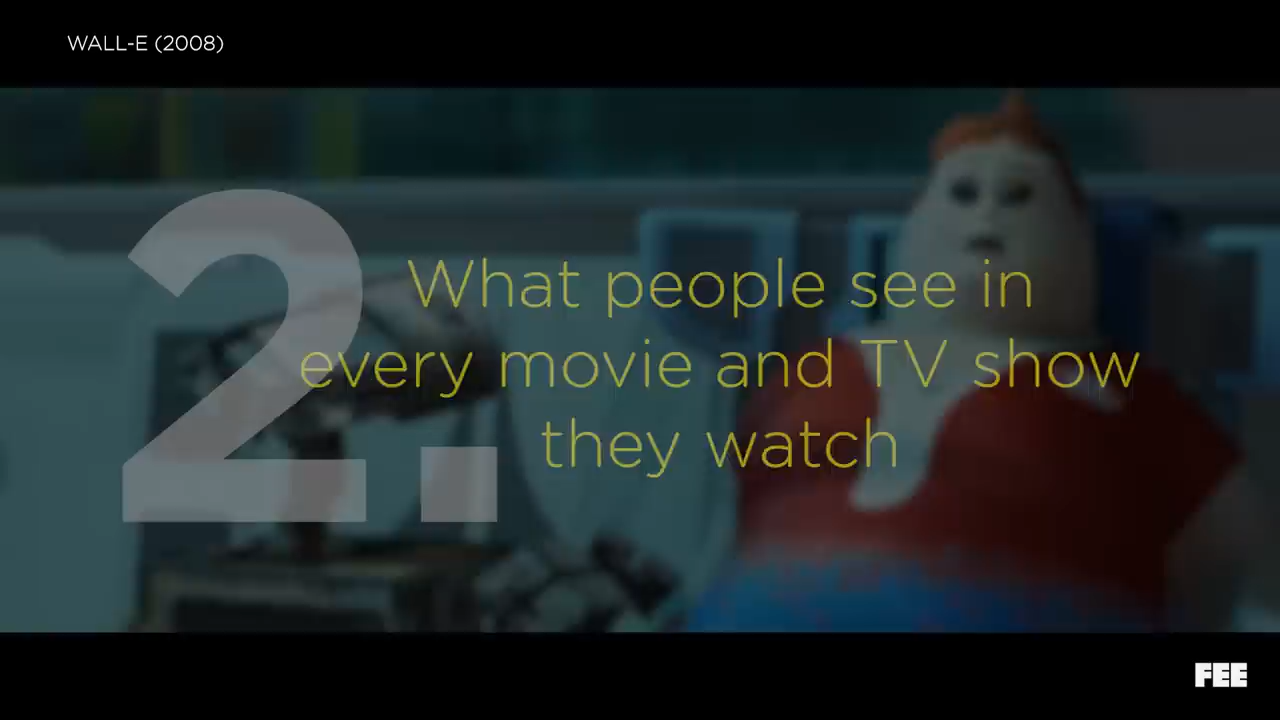 WALL-E (2008)
2.
What people see in
every movie and TV show
they watch
FEE